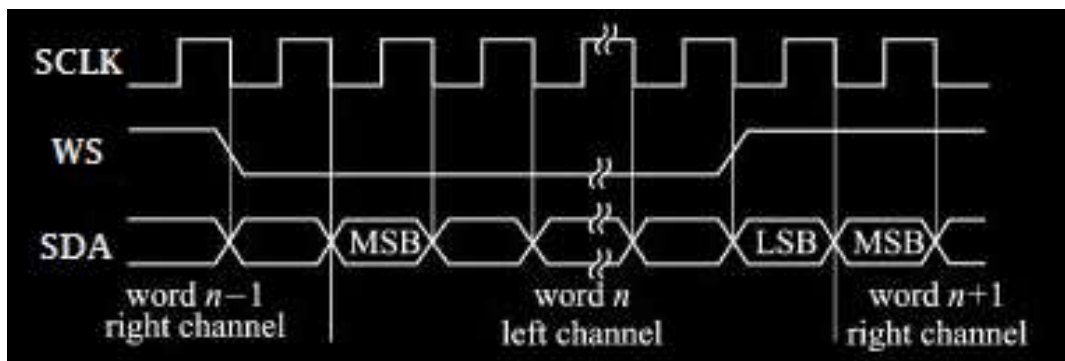 SCLK
WS
SDA
MSB
LSB
MSB
word n−1
right channel
word n
left channel
word n+1
right channel